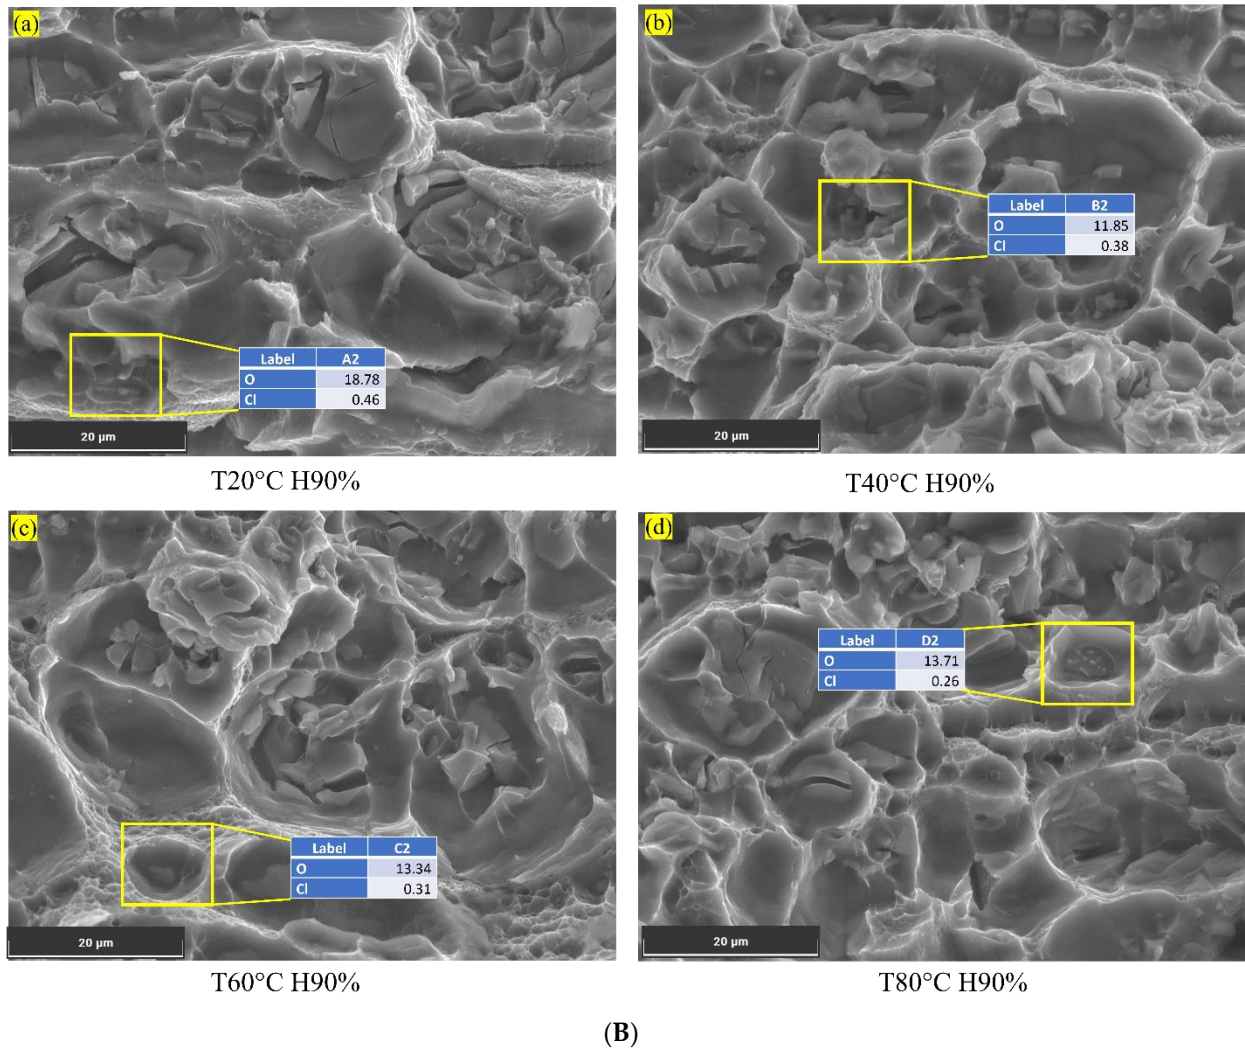 (a)
Label A2
O 18.78
Cl 0.46
20 µm
T20°C H90%
(b)
Label B2
O 11.85
Cl 0.38
20 µm
T40°C H90%
(c)
Label C2
O 13.34
Cl 0.31
20 µm
T60°C H90%
(d)
Label D2
O 13.71
Cl 0.26
20 µm
T80°C H90%
(B)